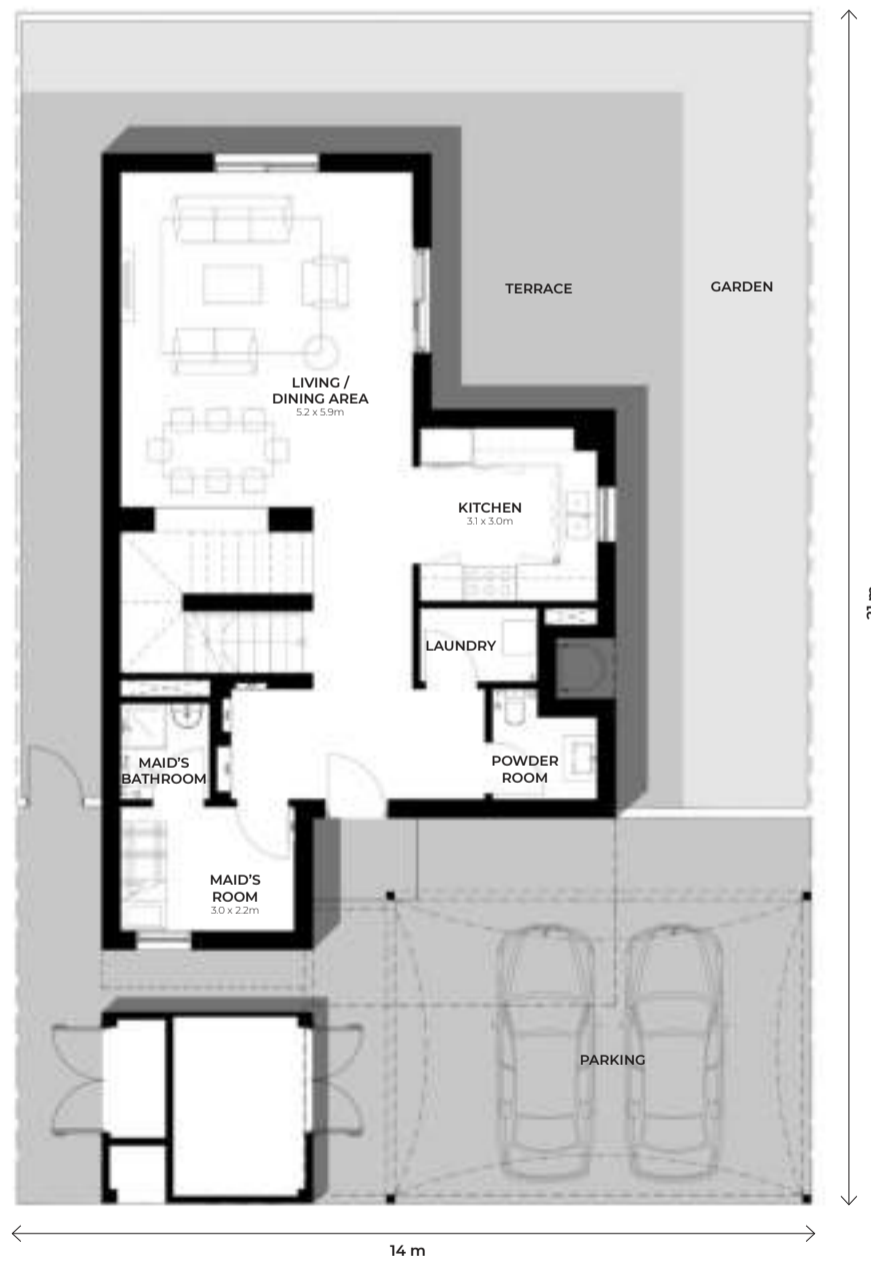 TERRACE
GARDEN
LIVING /
DINING AREA
5.2 x 5.9m
KITCHEN
3.1 x 3.0m
LAUNDRY
MAID'S
BATHROOM
POWDER
ROOM
MAID'S
ROOM
3.0 x 2.2m
PARKING
14 m